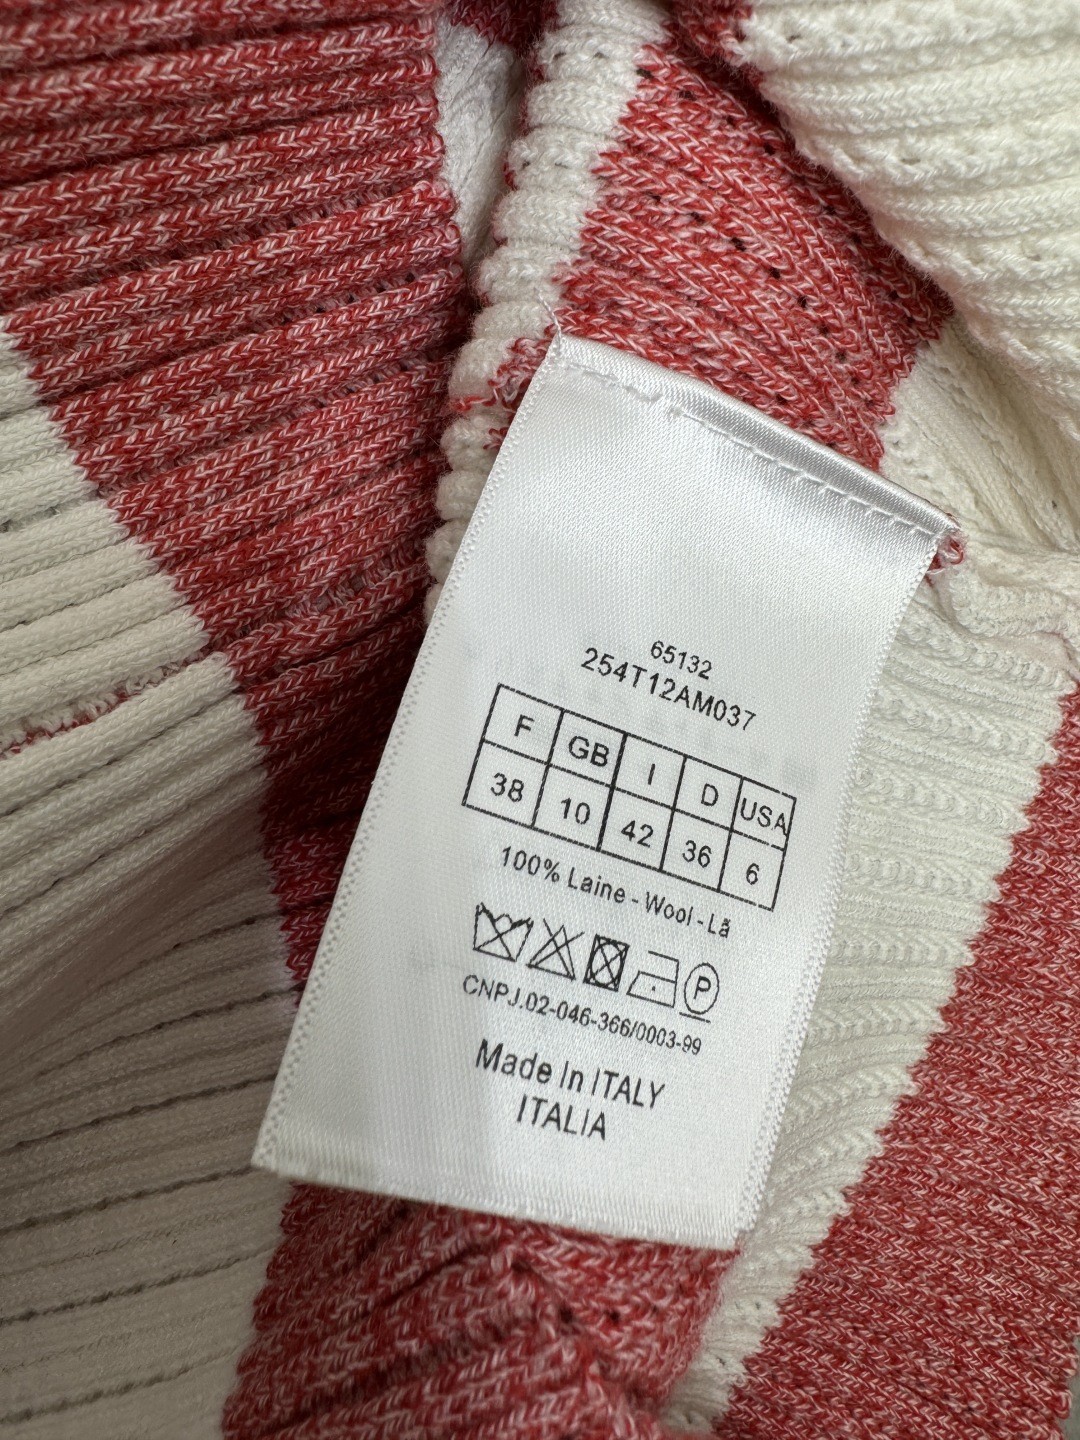 65132
254T12AM037
F GB I D USA
38 10 42 36 6
100% Laine - Wool - Lã
P
CNPJ.02-046-366/0003-99
Made In ITALY
ITALIA